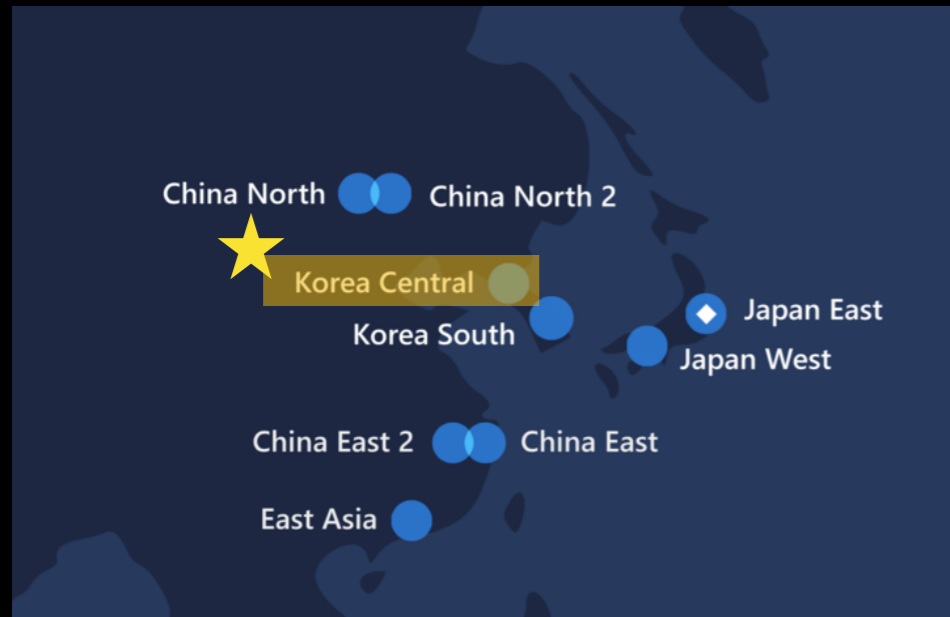 China North
China North 2
Korea Central
Korea South
Japan East
Japan West
China East 2
China East
East Asia